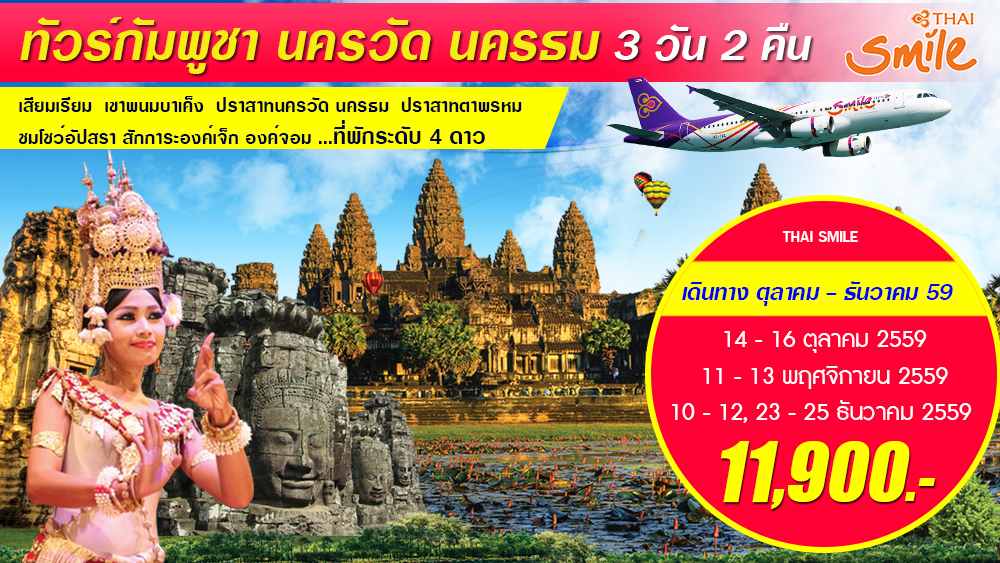 ทัวร์กัมพูชา นครวัด นครธม 3 วัน 2 คืน
THAI
Smile
เสียมเรียม เขาพนมบาเค็ง ปราสาทนครวัด นครธม ปราสาทตาพรหม
ชมโชว์อัปสรา สักการะองค์เจ็ก องค์จอม ...ที่พักระดับ 4 ดาว
Smile
THAI SMILE
เดินทาง ตุลาคม - ธันวาคม 59
14 - 16 ตุลาคม 2559
11 - 13 พฤศจิกายน 2559
10 - 12, 23 - 25 ธันวาคม 2559
11,900.-